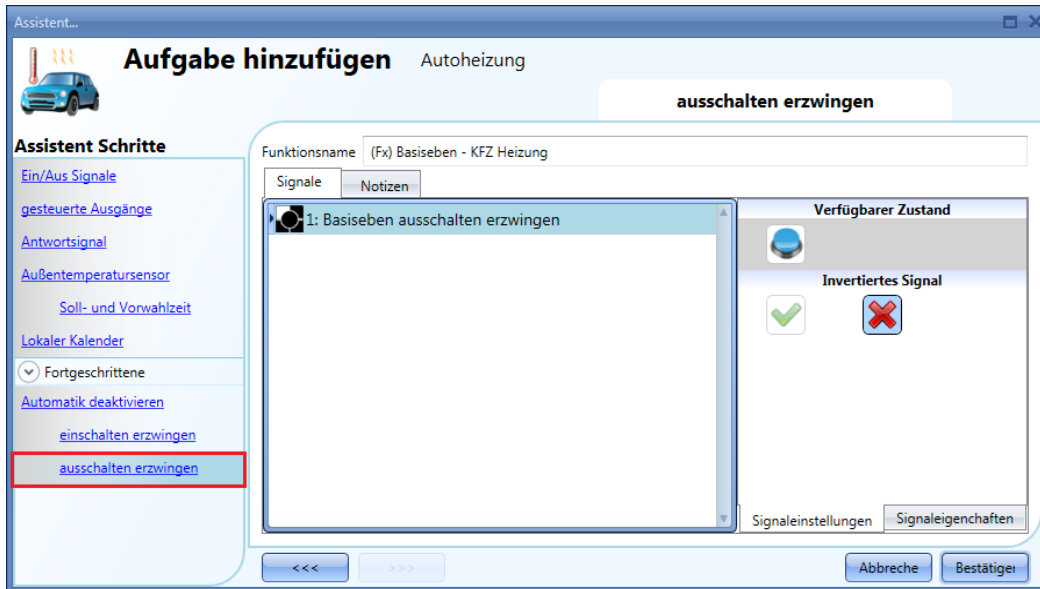 Assistent...
Aufgabe hinzufügen Autoheizung
ausschalten erzwingen
Assistent Schritte
Ein/Aus Signale
gesteuerte Ausgänge
Antwortsignal
Außentemperatursensor
Soll- und Vorwahlzeit
Lokaler Kalender
Fortgeschrittene
Automatik deaktivieren
einschalten erzwingen
ausschalten erzwingen
Funktionsname (Fx) Basiseben - KFZ Heizung
Signale Notizen
1: Basiseben ausschalten erzwingen
Verfügbarer Zustand
Invertiertes Signal
Signaleinstellungen Signaleigenchaften
<<< >>> Abbreche Bestätiger